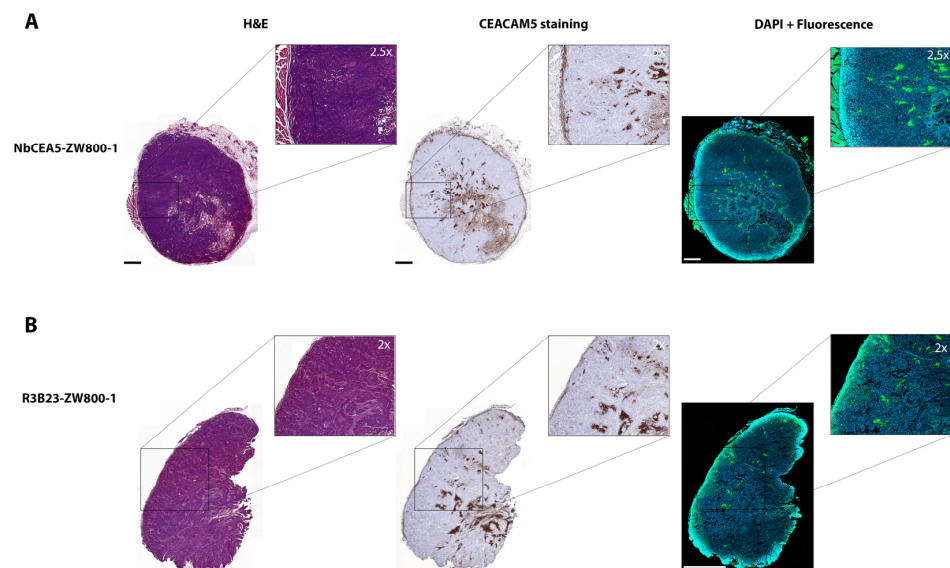 A
H&E
CEACAM5 staining
DAPI + Fluorescence
2.5x
2.5x
NbCEA5-ZW800-1
B
2x
2x
R3B23-ZW800-1